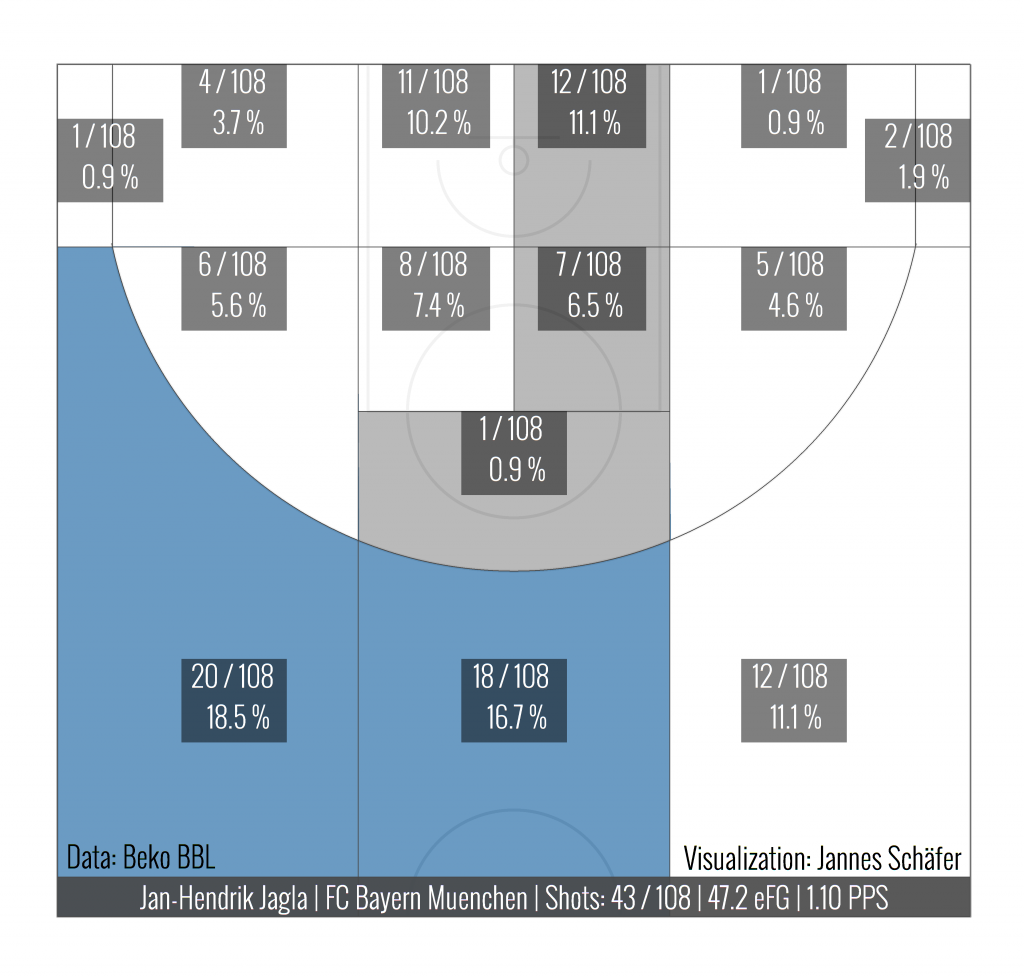 4 / 108
3.7 %
11 / 108
10.2 %
12 / 108
11.1 %
1 / 108
0.9 %
1 / 108
0.9 %
2 / 108
1.9 %
6 / 108
5.6 %
8 / 108
7.4 %
7 / 108
6.5 %
5 / 108
4.6 %
1 / 108
0.9 %
20 / 108
18.5 %
18 / 108
16.7 %
12 / 108
11.1 %
Data: Beko BBL
Visualization: Jannes Schäfer
Jan-Hendrik Jagla | FC Bayern Muenchen | Shots: 43 / 108 | 47.2 eFG | 1.10 PPS